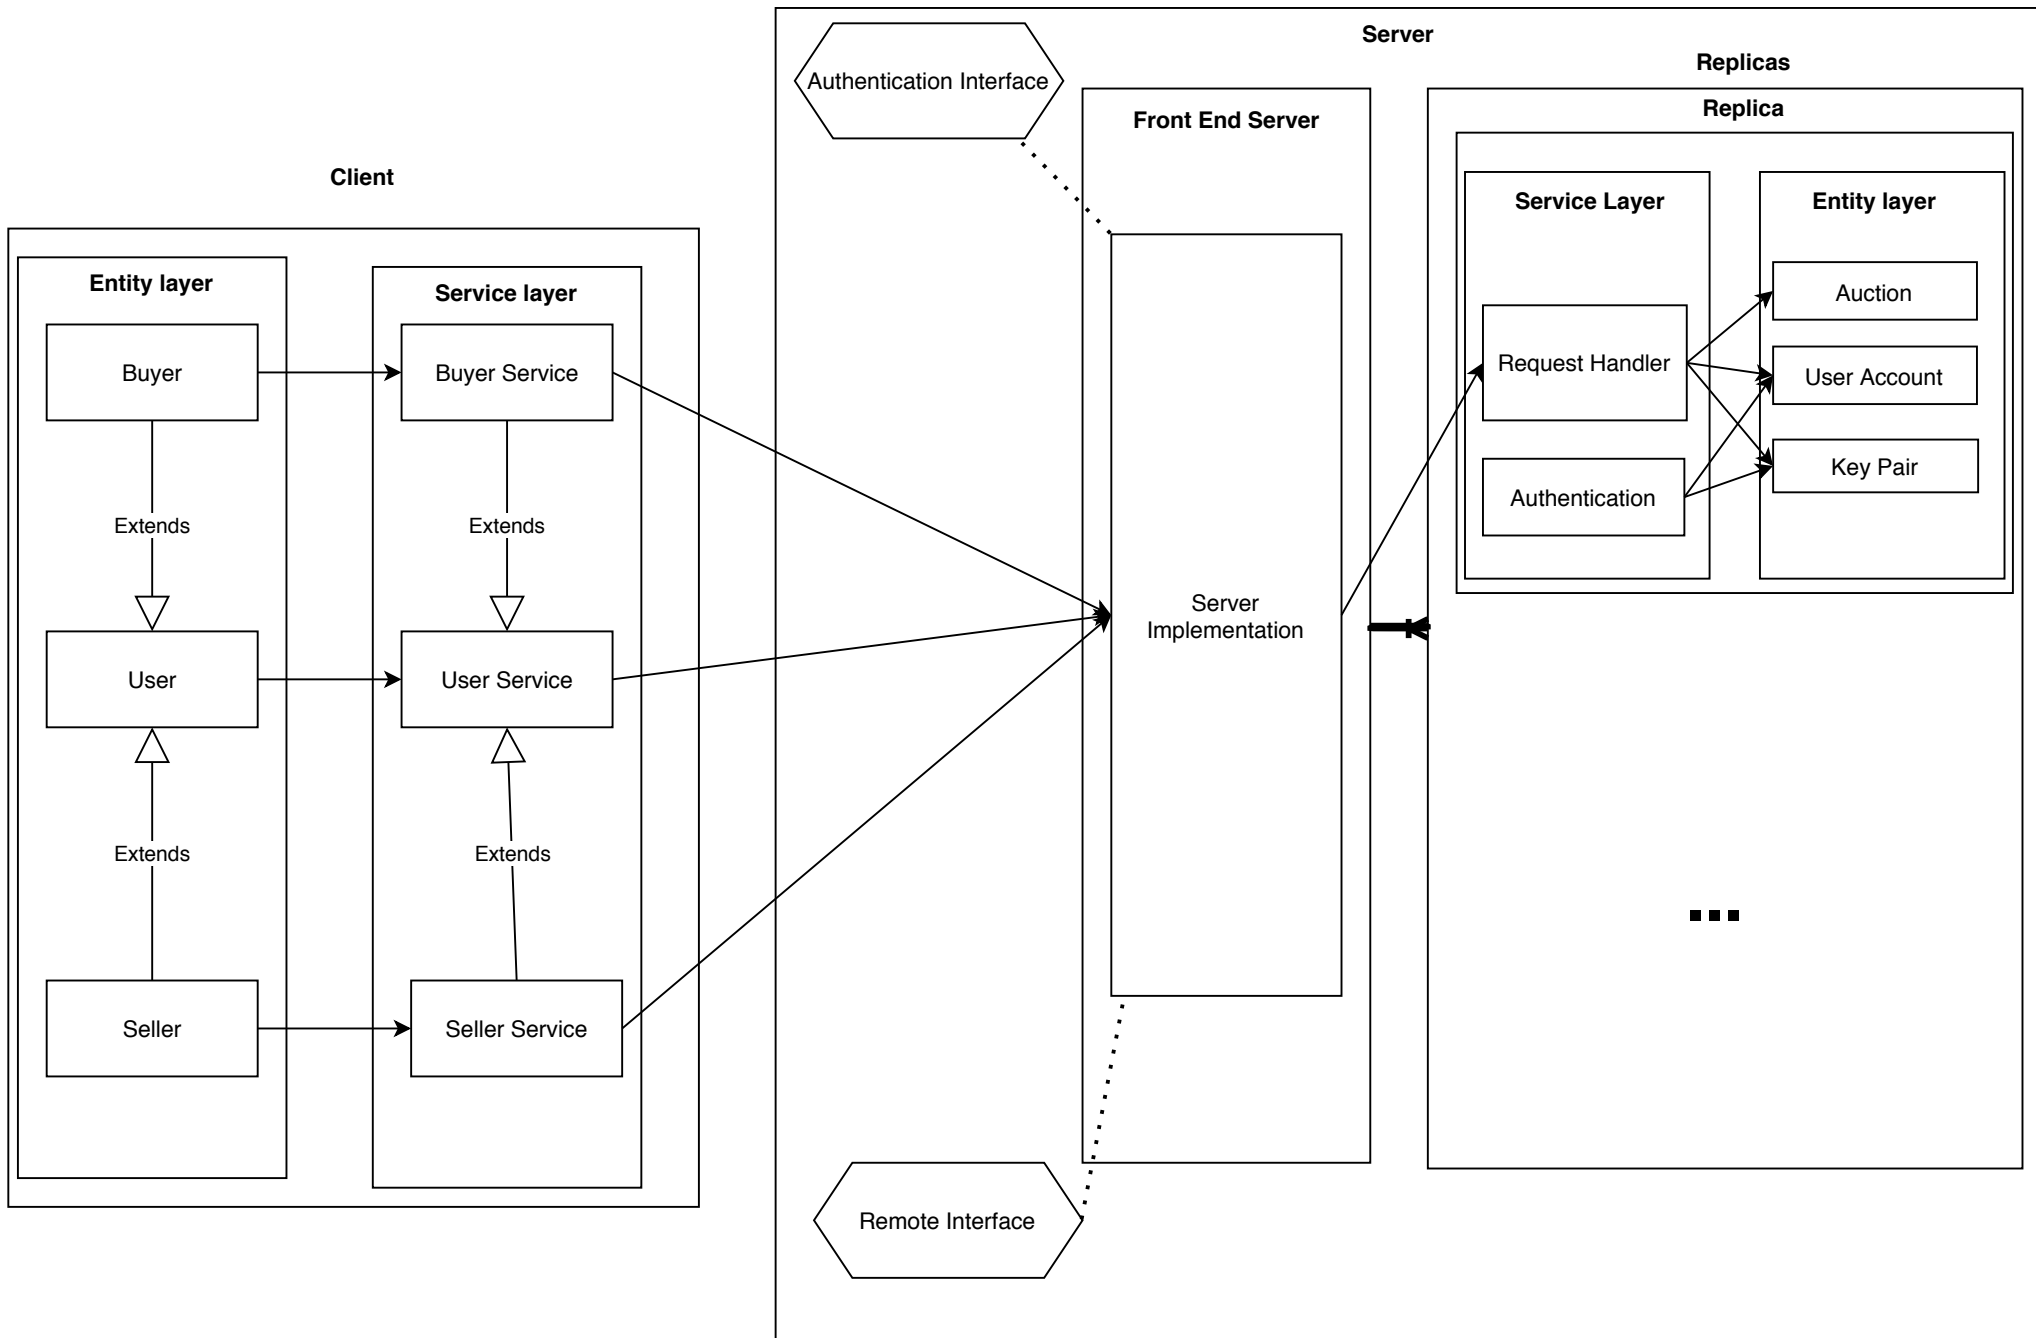 Server
Replicas
Authentication Interface
Front End Server
Replica
Client
Service Layer
Entity layer
Entity layer
Service layer
Auction
Buyer
Buyer Service
Request Handler
User Account
Key Pair
Authentication
Extends
Extends
Server
Implementation
User
User Service
Extends
Extends
Seller
Seller Service
Remote Interface